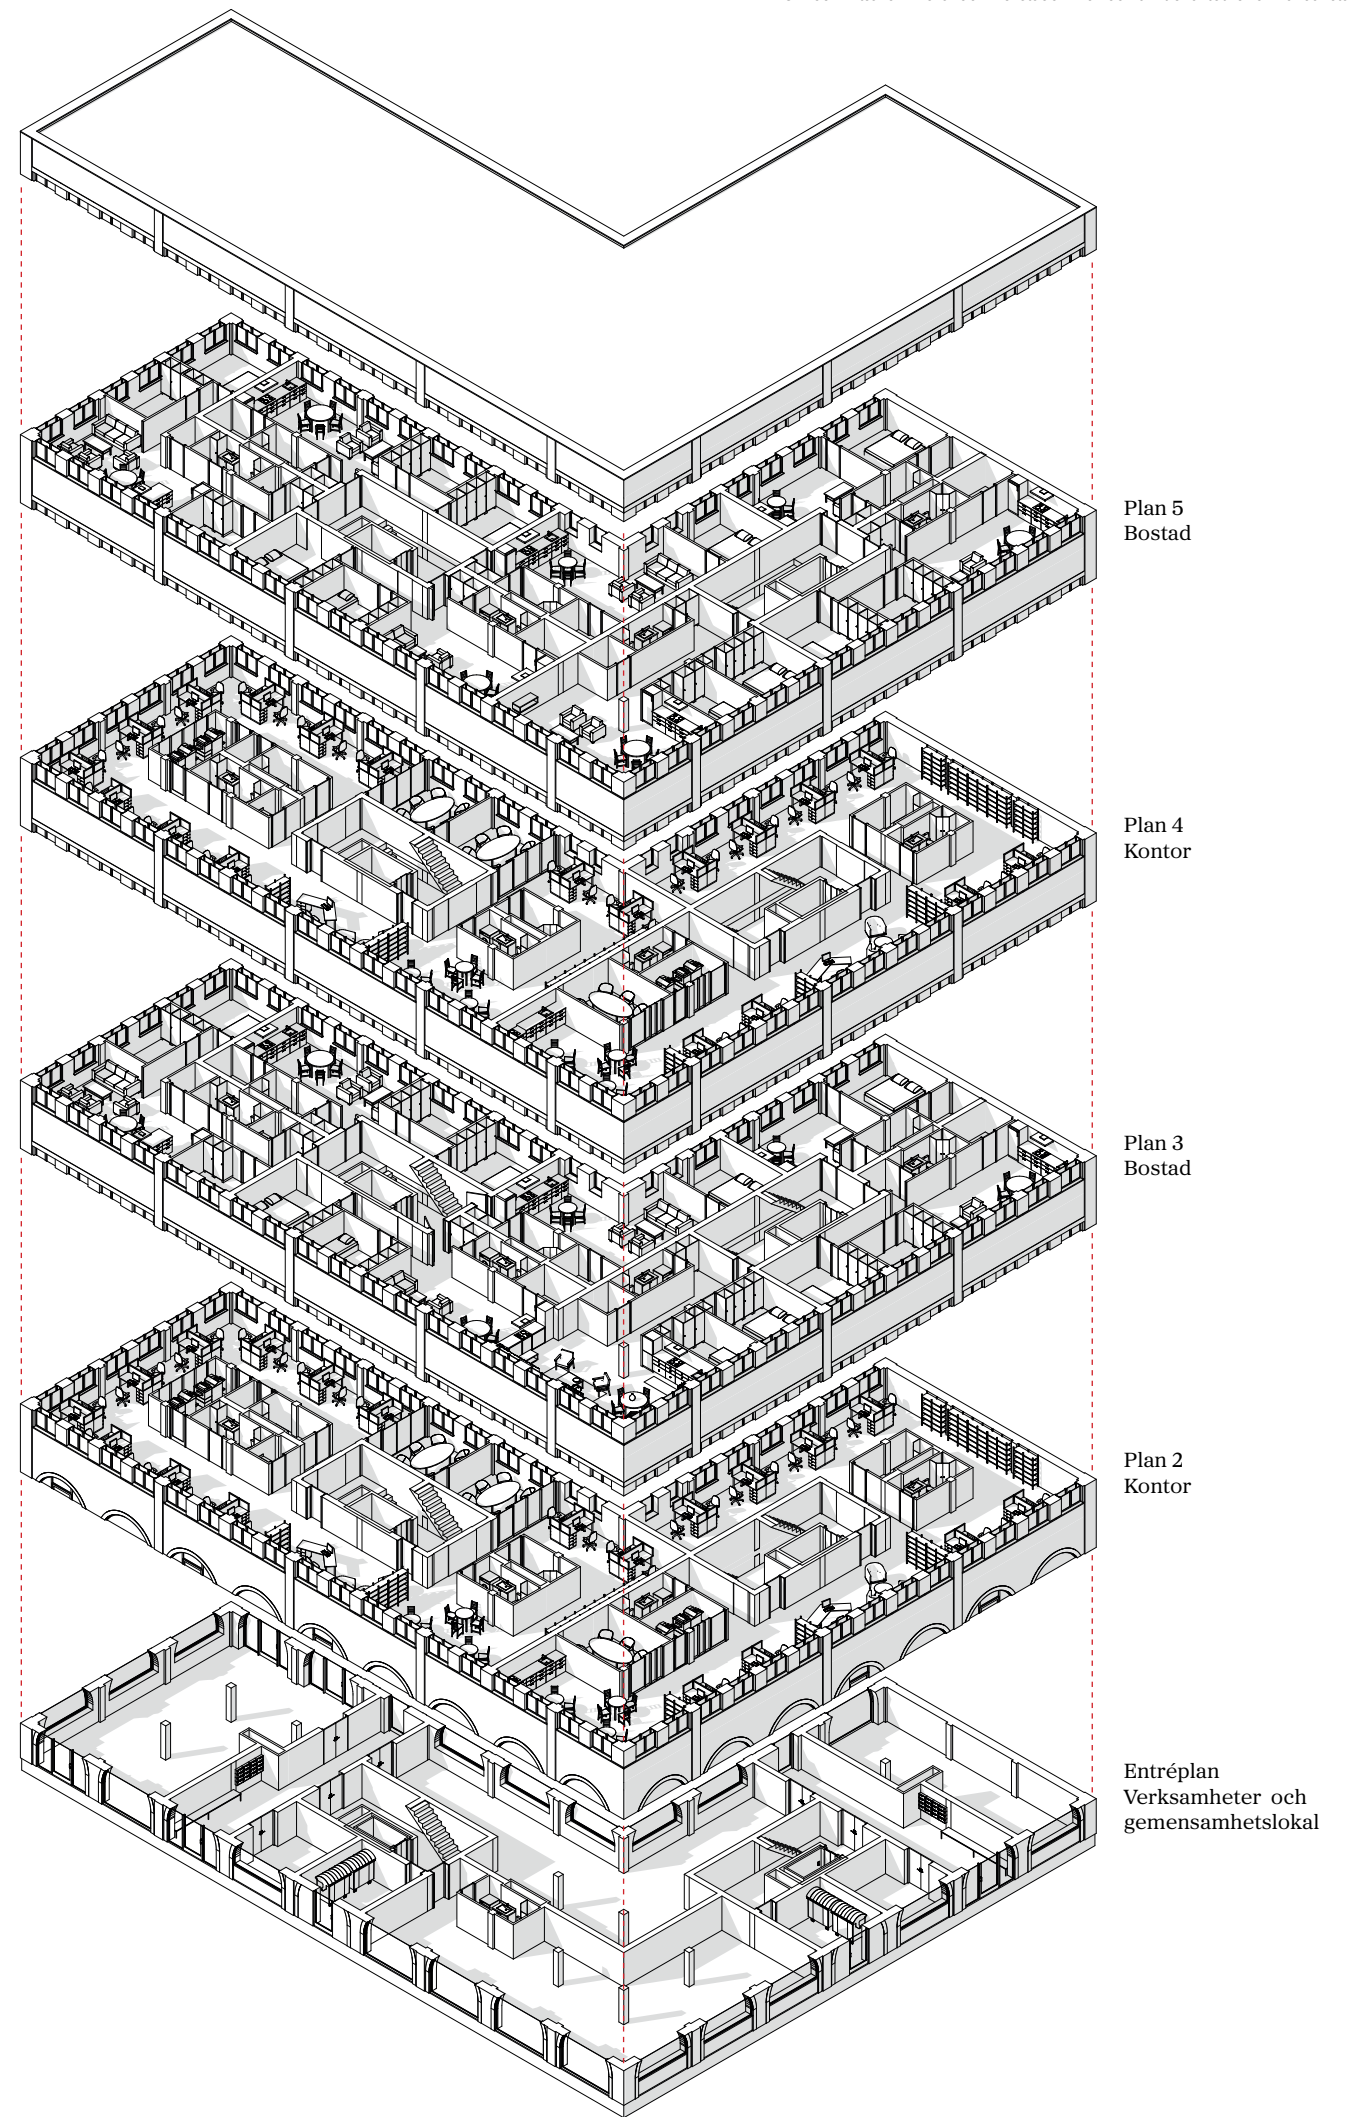 Plan 5
Bostad
Plan 4
Kontor
Plan 3
Bostad
Plan 2
Kontor
Entréplan
Verksamheter och
gemensamhetslokal